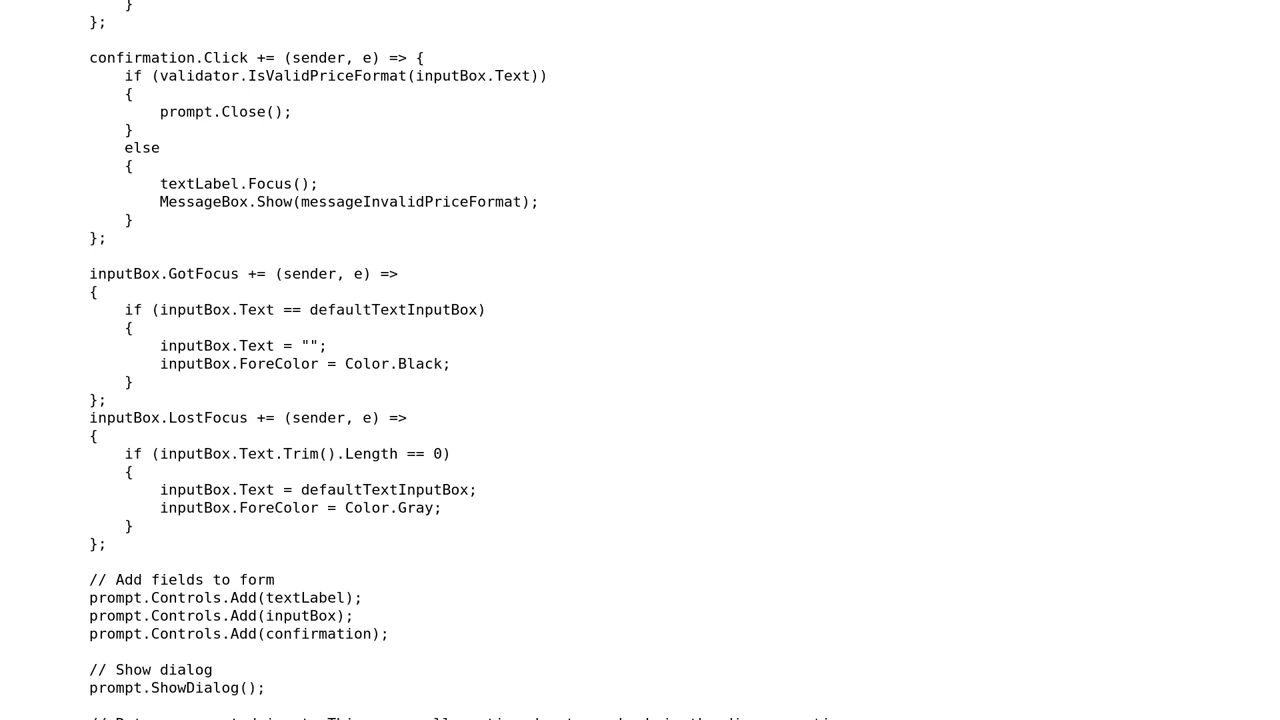 }
};
confirmation.Click += (sender, e) => {
if (validator.IsValidPriceFormat(inputBox.Text))
{
prompt.Close();
}
else
{
textLabel.Focus();
MessageBox.Show(messageInvalidPriceFormat);
}
};
inputBox.GotFocus += (sender, e) =>
{
if (inputBox.Text == defaultTextInputBox)
{
inputBox.Text = "";
inputBox.ForeColor = Color.Black;
}
};
inputBox.LostFocus += (sender, e) =>
{
if (inputBox.Text.Trim().Length == 0)
{
inputBox.Text = defaultTextInputBox;
inputBox.ForeColor = Color.Gray;
}
};
// Add fields to form
prompt.Controls.Add(textLabel);
prompt.Controls.Add(inputBox);
prompt.Controls.Add(confirmation);
// Show dialog
prompt.ShowDialog();